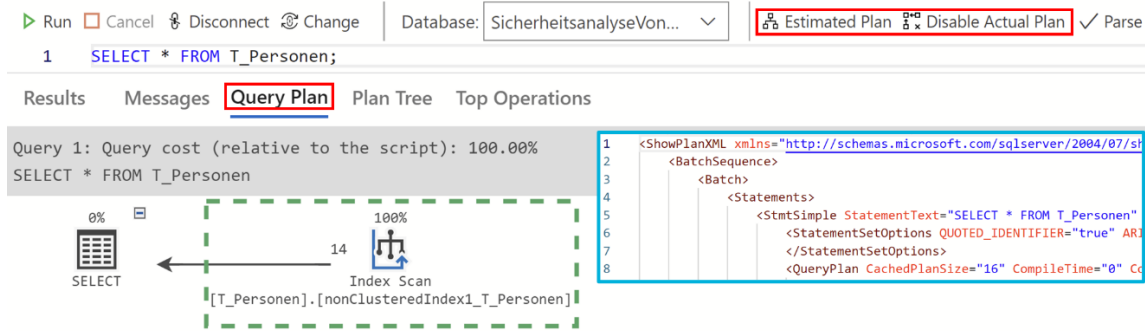 Run Cancel Disconnect Change Database: SicherheitsanalyseVon... Estimated Plan Disable Actual Plan Parse
1 SELECT * FROM T_Personen;
Results Messages Query Plan Plan Tree Top Operations
Query 1: Query cost (relative to the script): 100.00%
SELECT * FROM T_Personen
0%
SELECT
14
100%
Index Scan
[T_Personen].[nonClusteredIndex1_T_Personen]
1 <ShowPlanXML xmlns="http://schemas.microsoft.com/sqlserver/2004/07/sh
2 <BatchSequence>
3 <Batch>
4 <Statements>
5 <StmtSimple StatementText="SELECT * FROM T_Personen"
6 <StatementSetOptions QUOTED_IDENTIFIER="true" ARI
7 </StatementSetOptions>
8 <QueryPlan CachedPlanSize="16" CompileTime="0" Co